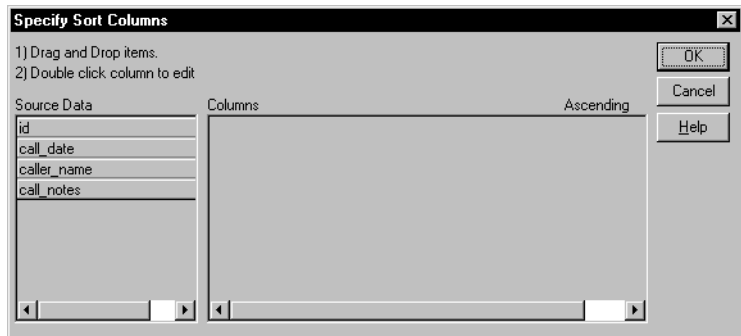 Specify Sort Columns
1) Drag and Drop items.
2) Double click column to edit
OK
Cancel
Help
Source Data
id
call_date
caller_name
call_notes
Columns Ascending